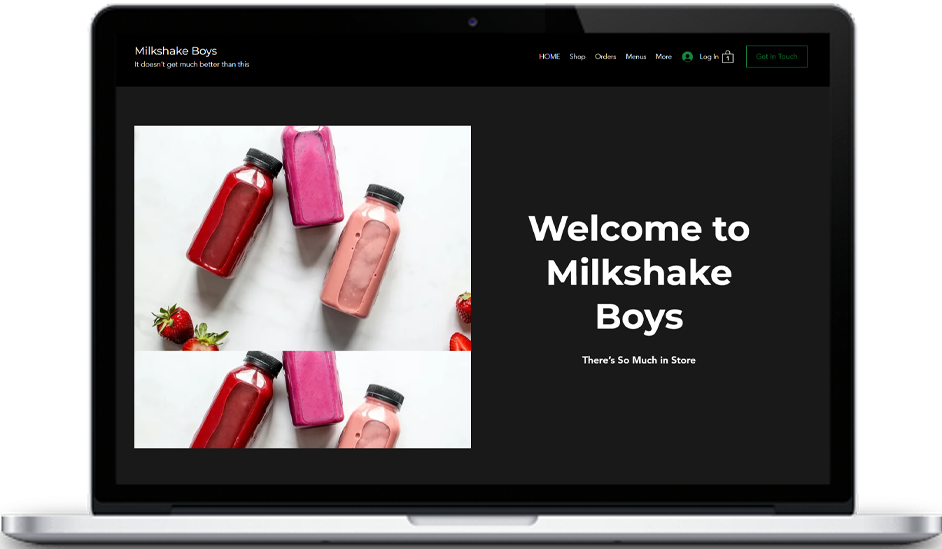 Milkshake Boys
It doesn't get much better than this
HOME Shop Orders Menus More Log In 1 Get In Touch
Welcome to
Milkshake
Boys
There's So Much in Store